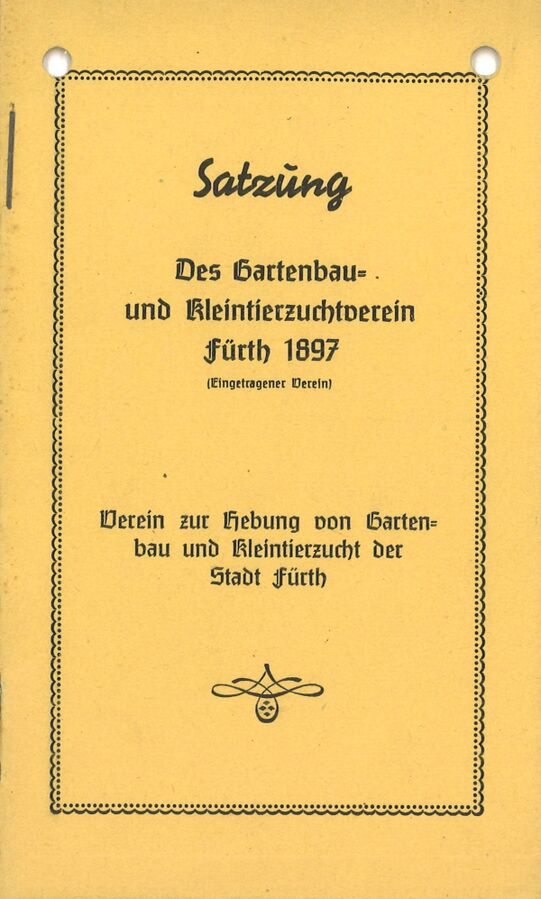 Satzung
Des Gartenbau=
und Kleintierzuchtverein
Fürth 1897
(Eingetragener Verein)
Verein zur Hebung von Garten=
bau und Kleintierzucht der
Stadt Fürth